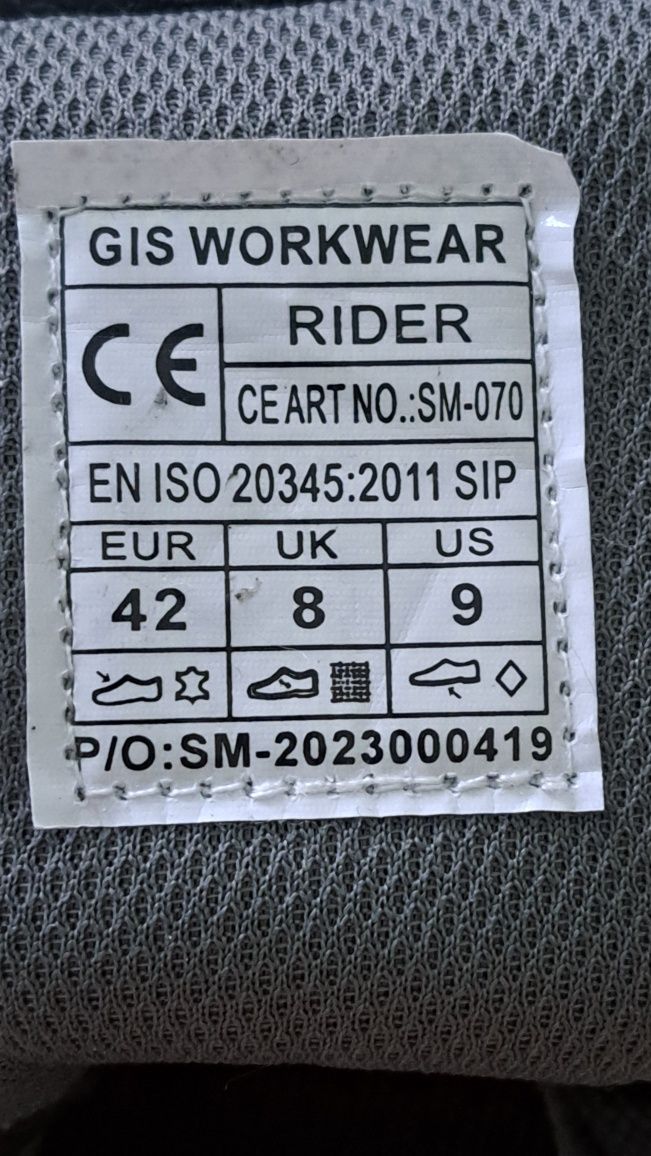 GIS WORKWEAR
CE
RIDER
CE ART NO.:SM-070
EN ISO 20345:2011 SIP
EUR UK US
42 8 9
P/O:SM-2023000419